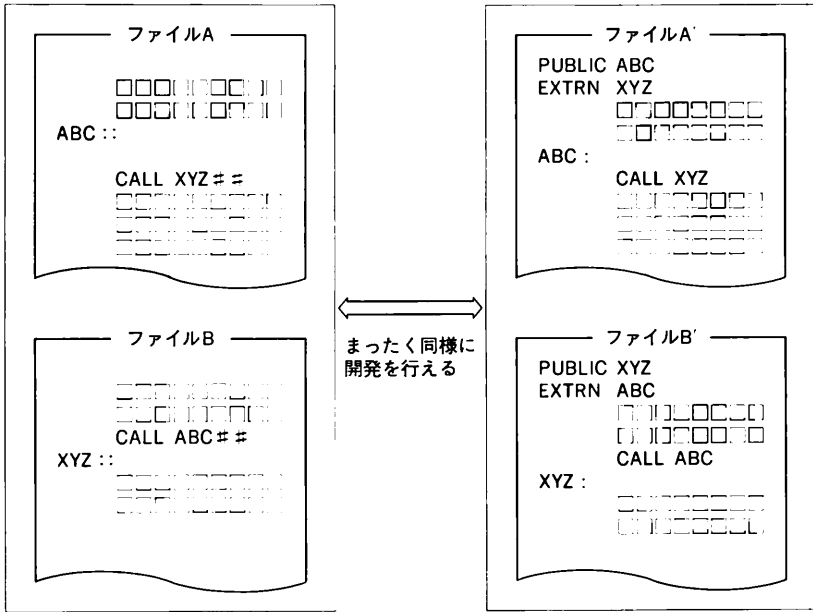 ファイルA
ABC ::
CALL XYZ##
ファイルB
CALL ABC##
XYZ ::
まったく同様に
開発を行える
ファイルA′
PUBLIC ABC
EXTRN XYZ
ABC :
CALL XYZ
ファイルB′
PUBLIC XYZ
EXTRN ABC
CALL ABC
XYZ :